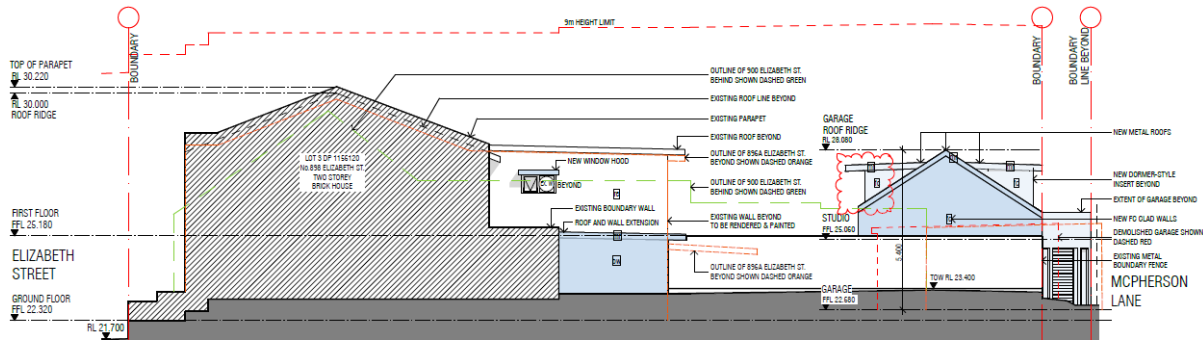 9m HEIGHT LIMIT
BOUNDARY
BOUNDARY
BOUNDARY
LINE BEYOND
TOP OF PARAPET
RL 30.220
RL 30.000
ROOF RIDGE
OUTLINE OF 900 ELIZABETH ST.
BEHIND SHOWN DASHED GREEN
EXISTING ROOF LINE BEYOND
EXISTING PARAPET
EXISTING ROOF BEYOND
OUTLINE OF 896A ELIZABETH ST.
BEYOND SHOWN DASHED ORANGE
NEW WINDOW HOOD
BEYOND
OUTLINE OF 900 ELIZABETH ST.
BEHIND SHOWN DASHED GREEN
EXISTING BOUNDARY WALL
ROOF AND WALL EXTENSION
EXISTING WALL BEYOND
TO BE RENDERED & PAINTED
OUTLINE OF 896A ELIZABETH ST.
BEYOND SHOWN DASHED ORANGE
LOT 3 DP 1156120
No.898 ELIZABETH ST.
TWO STOREY
BRICK HOUSE
GARAGE
ROOF RIDGE
RL 28.080
NEW METAL ROOFS
NEW DORMER-STYLE
INSERT BEYOND
EXTENT OF GARAGE BEYOND
NEW FC CLAD WALLS
DEMOLISHED GARAGE SHOWN
DASHED RED
EXISTING METAL
BOUNDARY FENCE
STUDIO
FFL 25.060
5,400
TOW RL 23.400
GARAGE
FFL 22.680
FIRST FLOOR
FFL 25.180
ELIZABETH
STREET
GROUND FLOOR
FFL 22.320
RL 21.700
MCPHERSON
LANE